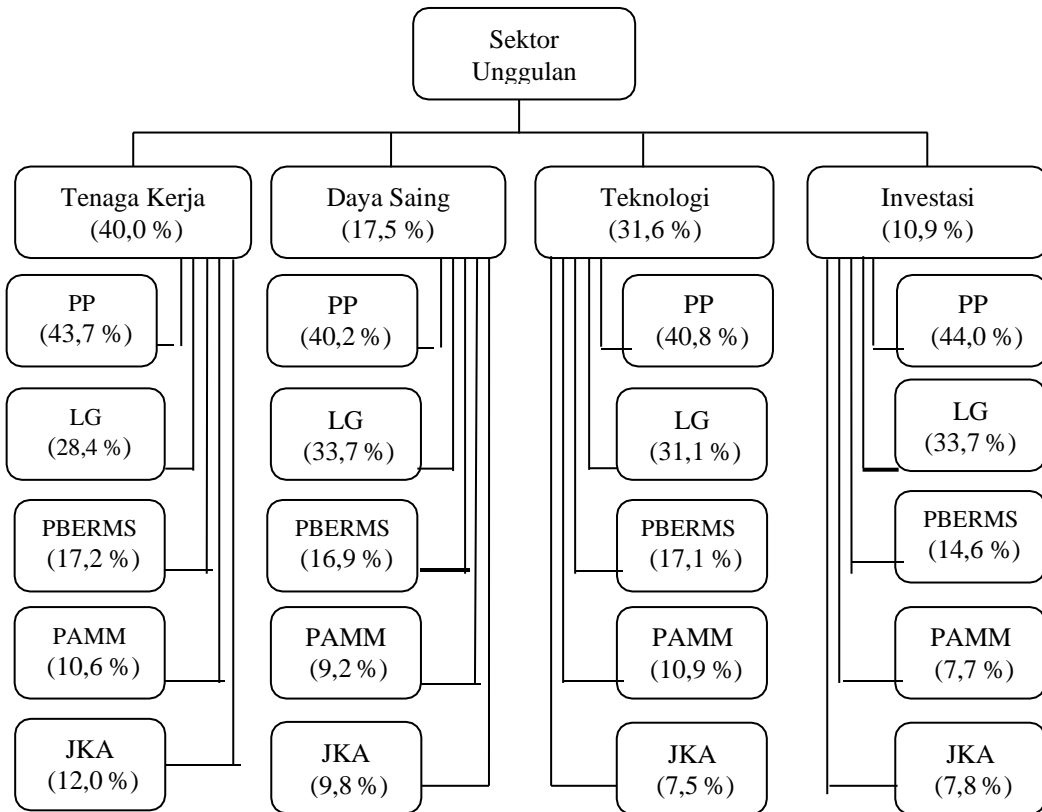 Sektor
Unggulan
Tenaga Kerja
(40,0 %)
Daya Saing
(17,5 %)
Teknologi
(31,6 %)
Investasi
(10,9 %)
PP
(43,7 %)
PP
(40,2 %)
PP
(40,8 %)
PP
(44,0 %)
LG
(28,4 %)
LG
(33,7 %)
LG
(31,1 %)
LG
(33,7 %)
PBERMS
(17,2 %)
PBERMS
(16,9 %)
PBERMS
(17,1 %)
PBERMS
(14,6 %)
PAMM
(10,6 %)
PAMM
(9,2 %)
PAMM
(10,9 %)
PAMM
(7,7 %)
JKA
(12,0 %)
JKA
(9,8 %)
JKA
(7,5 %)
JKA
(7,8 %)